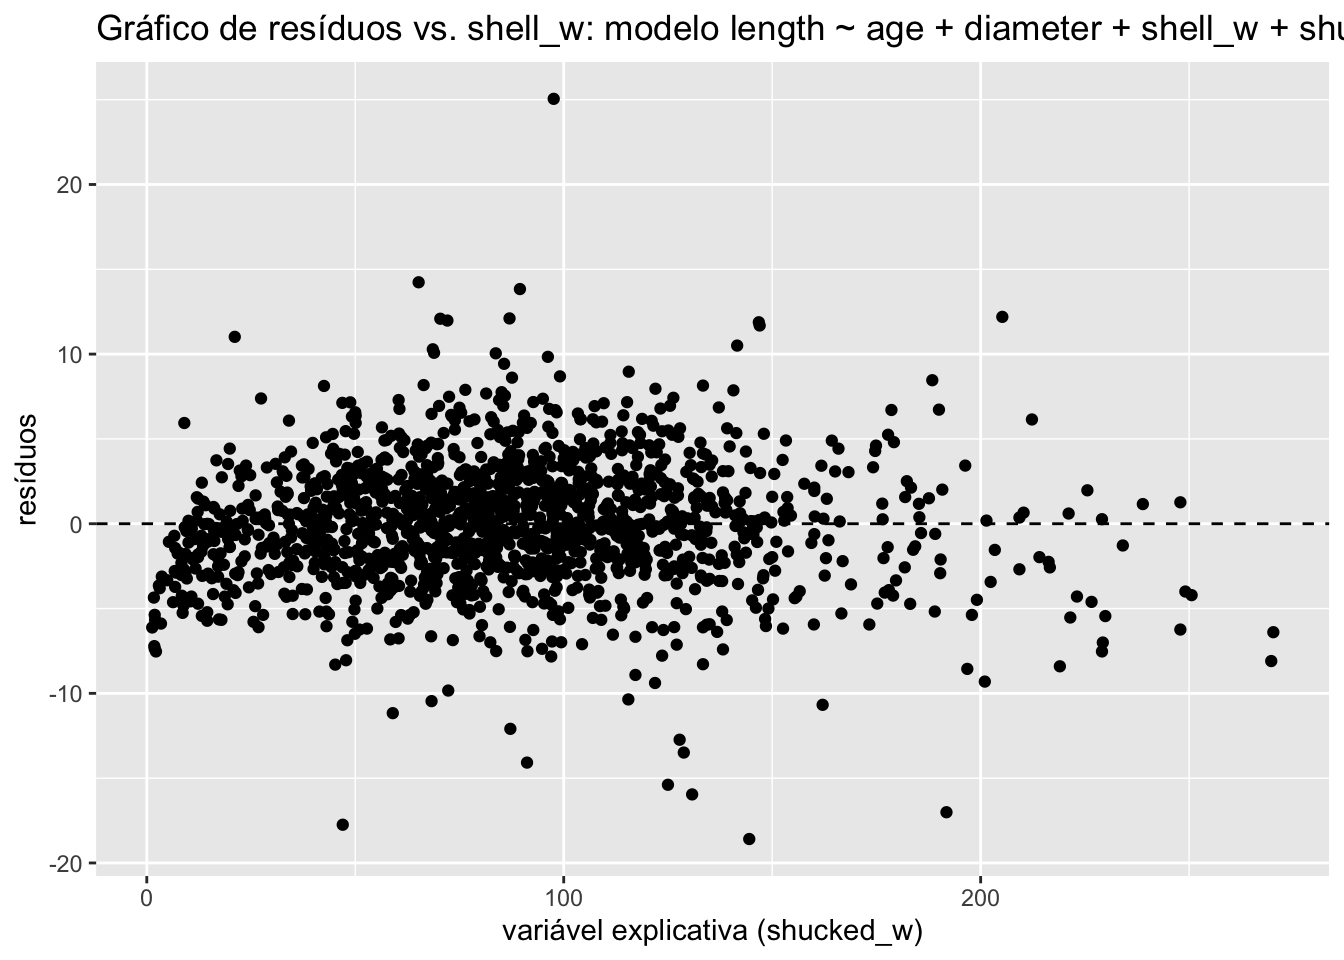 Gráfico de resíduos vs. shell_w: modelo length ~ age + diameter + shell_w + shu
20
10
0
-10
-20
resíduos
0 100 200
variável explicativa (shucked_w)